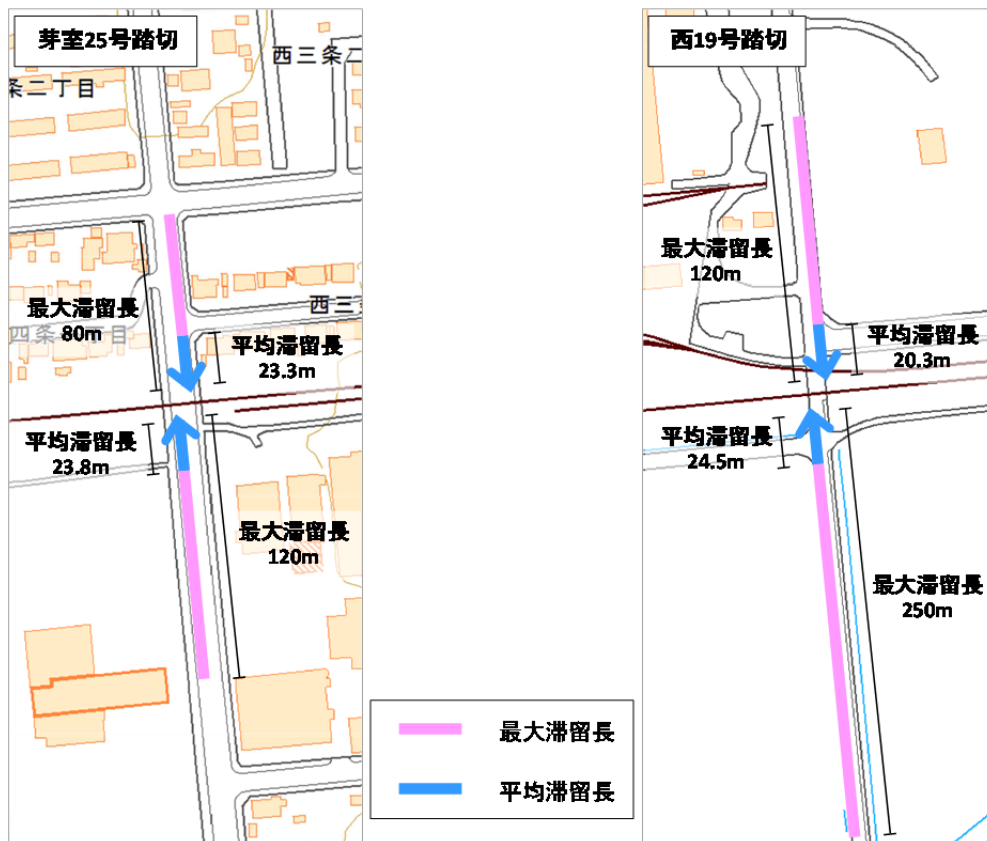 芽室25号踏切
西三条二
条二丁目
最大滞留長
80m
四条一丁目
西三
平均滞留長
23.3m
平均滞留長
23.8m
最大滞留長
120m
最大滞留長
平均滞留長
西19号踏切
最大滞留長
120m
平均滞留長
20.3m
平均滞留長
24.5m
最大滞留長
250m